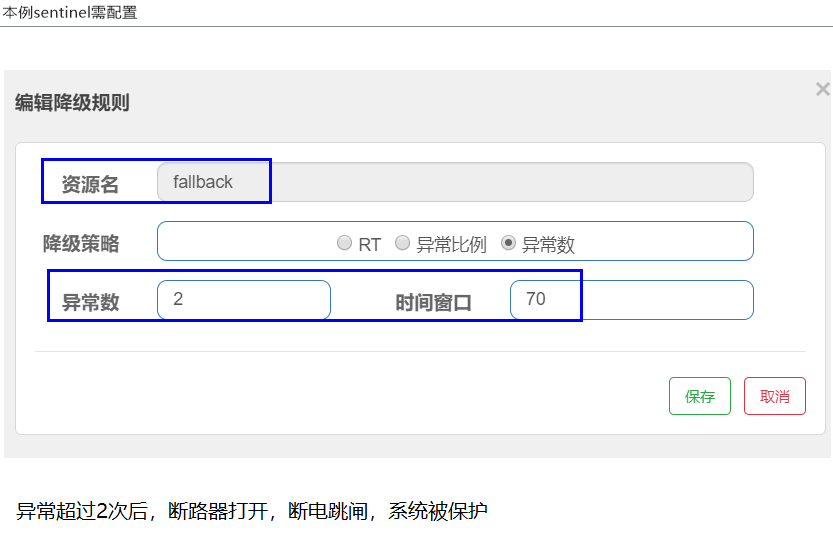 本例sentinel需配置
编辑降级规则 ×
资源名 fallback
降级策略 RT 异常比例 异常数
异常数 2 时间窗口 70
保存 取消
异常超过2次后，断路器打开，断电跳闸，系统被保护